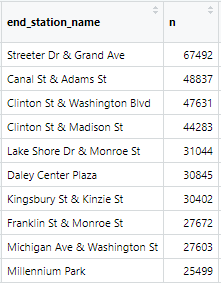 end_station_name n
Streeter Dr & Grand Ave 67492
Canal St & Adams St 48837
Clinton St & Washington Blvd 47631
Clinton St & Madison St 44283
Lake Shore Dr & Monroe St 31044
Daley Center Plaza 30845
Kingsbury St & Kinzie St 30402
Franklin St & Monroe St 27672
Michigan Ave & Washington St 27603
Millennium Park 25499